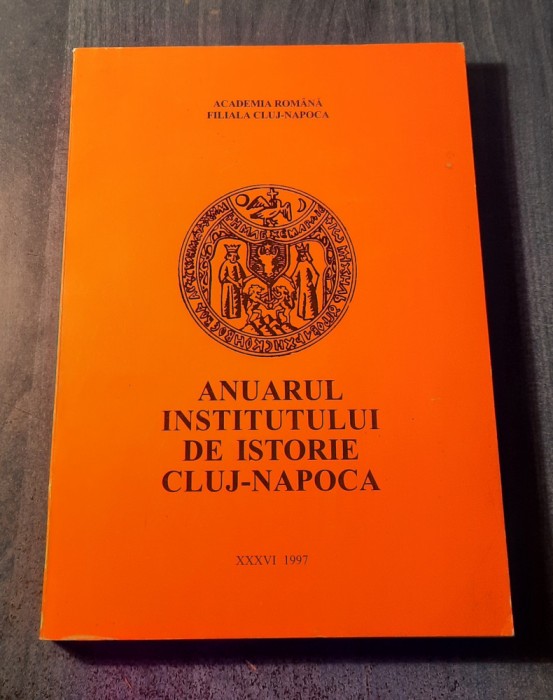 ACADEMIA ROMÂNĂ
FILIALA CLUJ-NAPOCA
ANUARUL
INSTITUTULUI
DE ISTORIE
CLUJ-NAPOCA
XXXVI 1997